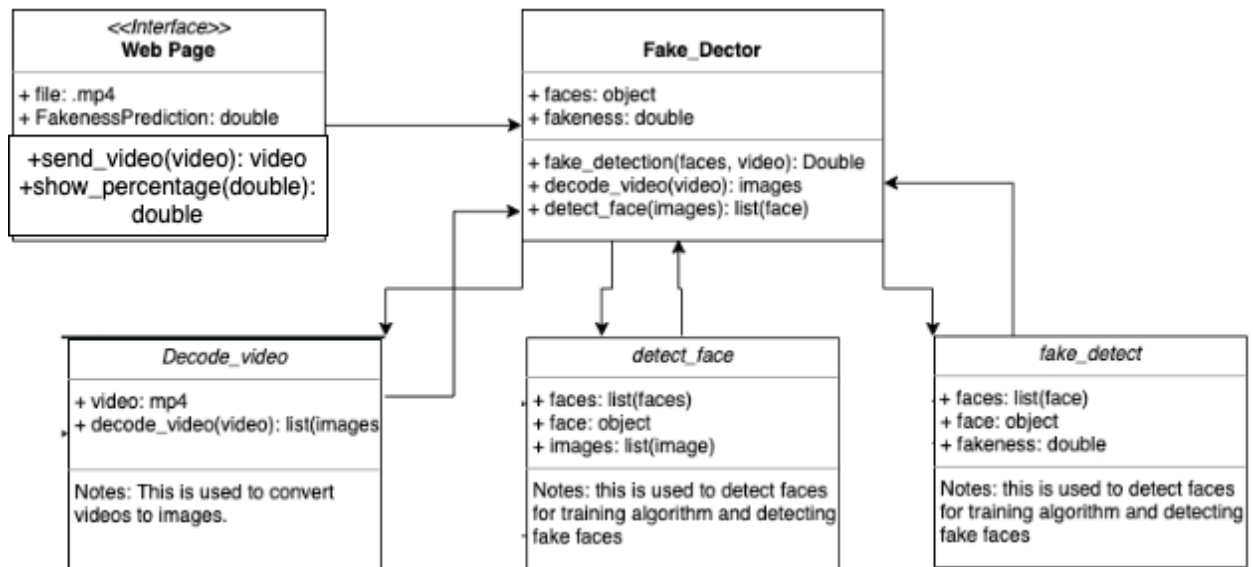 <<Interface>>
Web Page
+ file: .mp4
+ FakenessPrediction: double
+send_video(video): video
+show_percentage(double):
double
Fake_Dector
+ faces: object
+ fakeness: double
+ fake_detection(faces, video): Double
+ decode_video(video): images
+ detect_face(images): list(face)
Decode_video
+ video: mp4
+ decode_video(video): list(images
Notes: This is used to convert
videos to images.
detect_face
+ faces: list(faces)
+ face: object
+ images: list(image)
Notes: this is used to detect faces
for training algorithm and detecting
fake faces
fake_detect
+ faces: list(face)
+ face: object
+ fakeness: double
Notes: this is used to detect faces
for training algorithm and detecting
fake faces